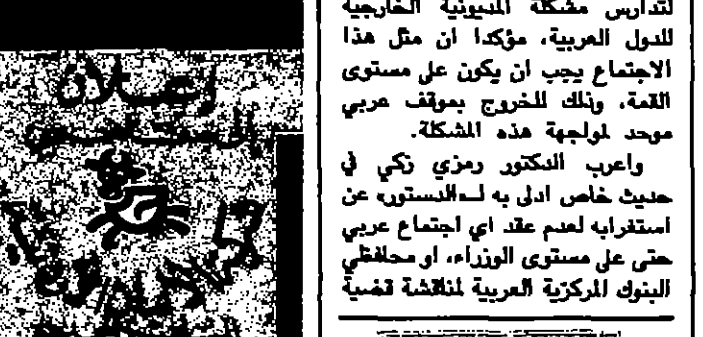 لتدارس مشكلة المديونية الخارجية
للدول العربية، مؤكدا ان مثل هذا
الاجتماع يجب ان يكون على مستوى
القمة، وذلك للخروج بموقف عربي
موحد لمواجهة هذه المشكلة.
واعرب الدكتور رمزي زكي في
حديث خاص ادلى به لـ«الدستور» عن
استغرابه لعدم عقد اي اجتماع عربي
حتى على مستوى الوزراء، او محافظي
البنوك المركزية العربية لمناقشة قضية
إعلان